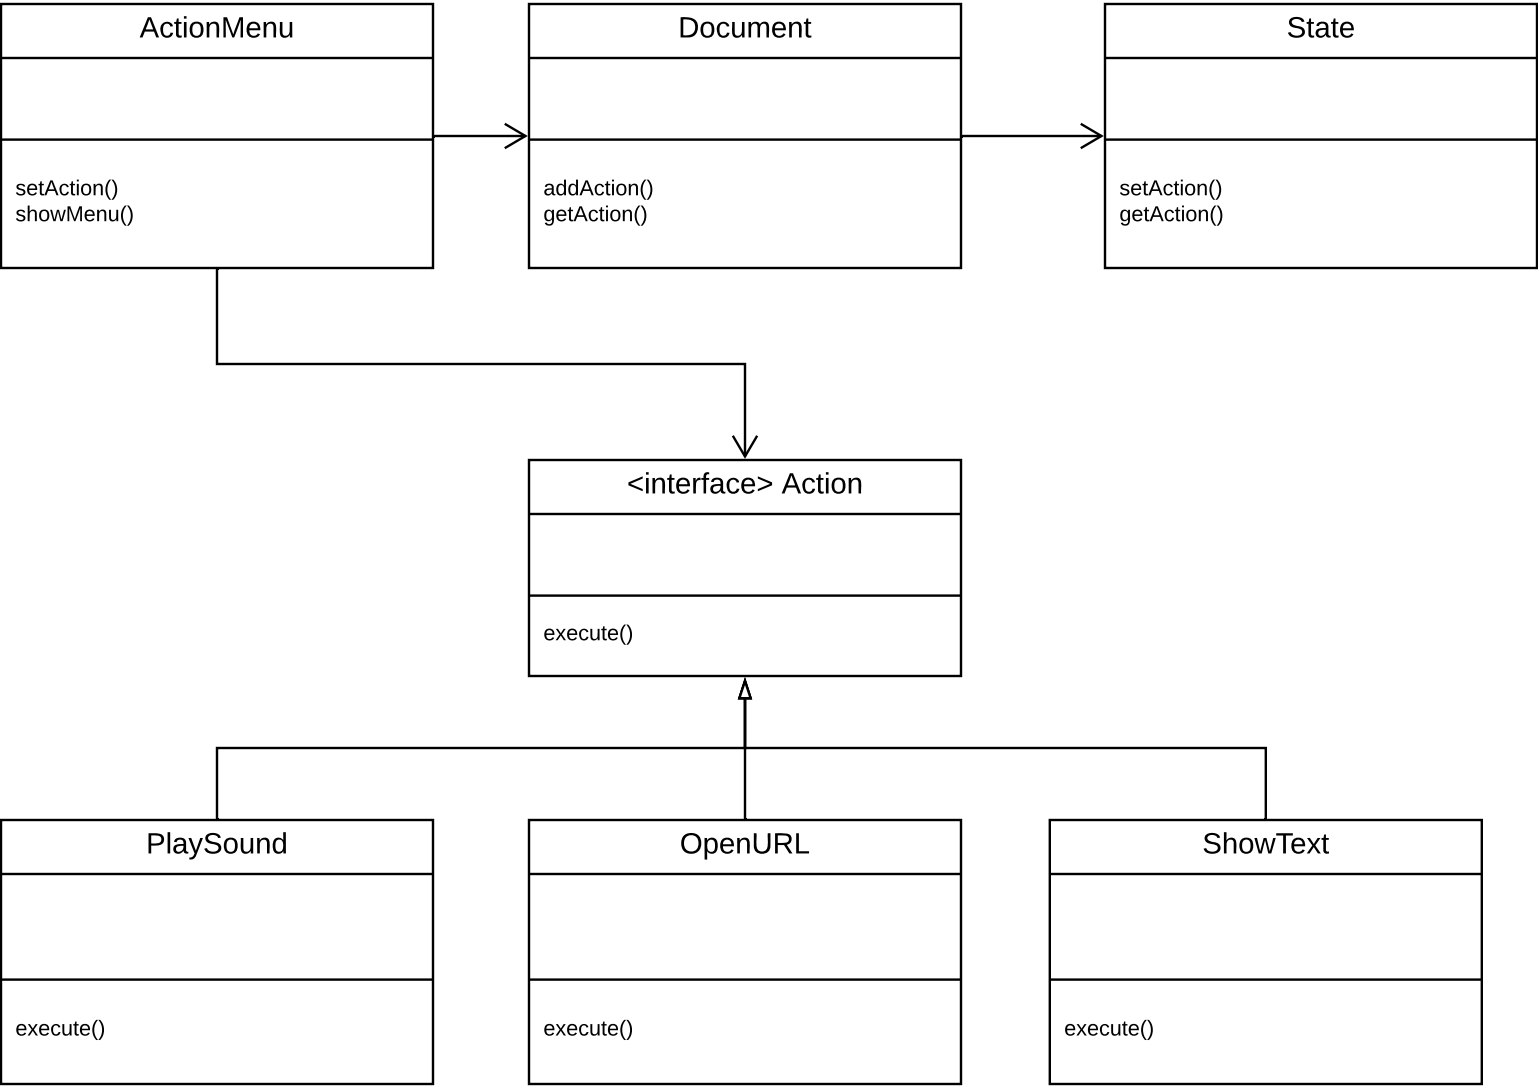 ActionMenu
setAction()
showMenu()
Document
addAction()
getAction()
State
setAction()
getAction()
<interface> Action
execute()
PlaySound
execute()
OpenURL
execute()
ShowText
execute()